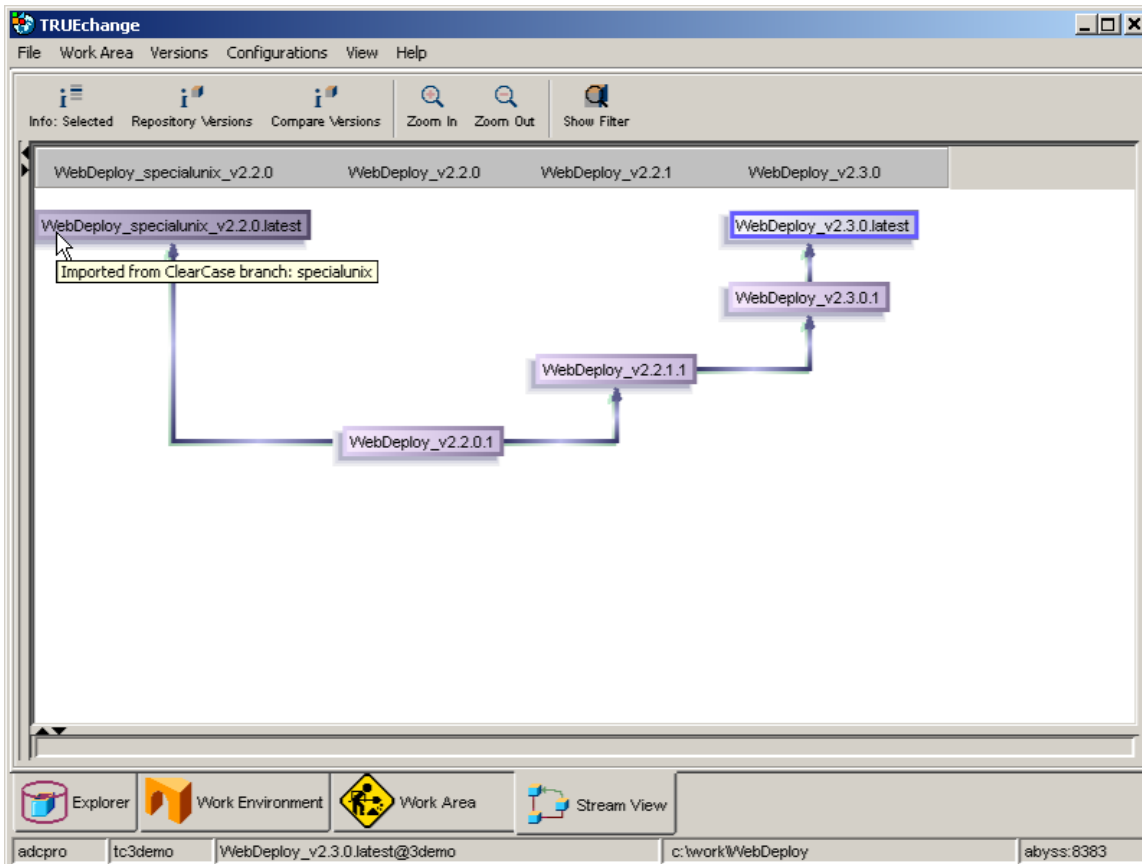 TRUEchange
File Work Area Versions Configurations View Help
Info: Selected Repository Versions Compare Versions Zoom In Zoom Out Show Filter
WebDeploy_specialunix_v2.2.0 WebDeploy_v2.2.0 WebDeploy_v2.2.1 WebDeploy_v2.3.0
WebDeploy_specialunix_v2.2.0.latest WebDeploy_v2.3.0.latest
Imported from ClearCase branch: specialunix
WebDeploy_v2.3.0.1
WebDeploy_v2.2.1.1
WebDeploy_v2.2.0.1
Explorer Work Environment Work Area Stream View
adcpro tc3demo WebDeploy_v2.3.0.latest@3demo c:\work\WebDeploy abyss:8383